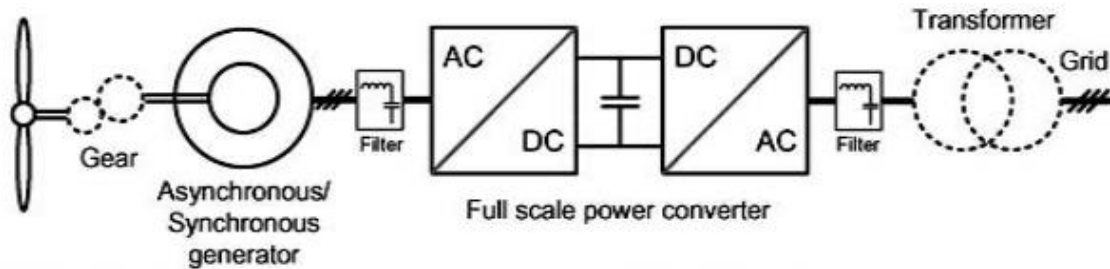 Transformer
Grid
AC
DC
DC
AC
Filter
Filter
Gear
Asynchronous/
Synchronous
generator
Full scale power converter